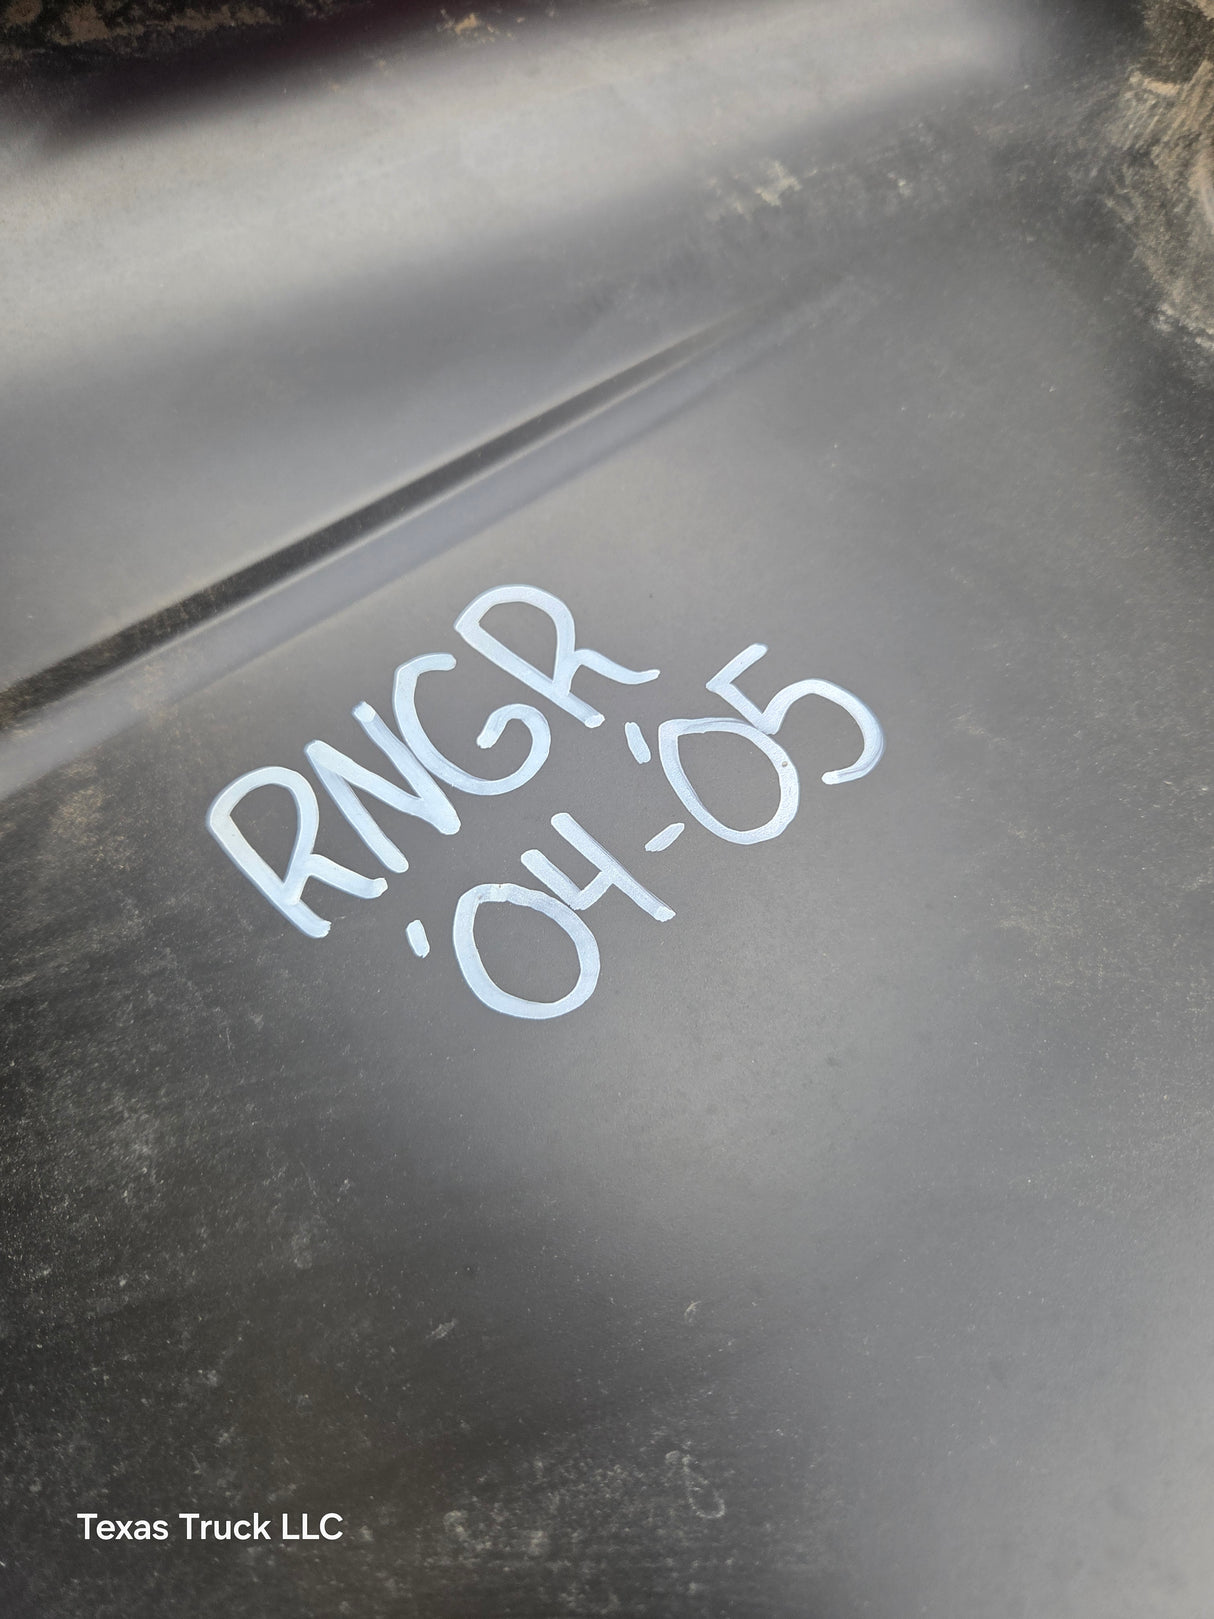 RNGR
'04-'05
Texas Truck LLC